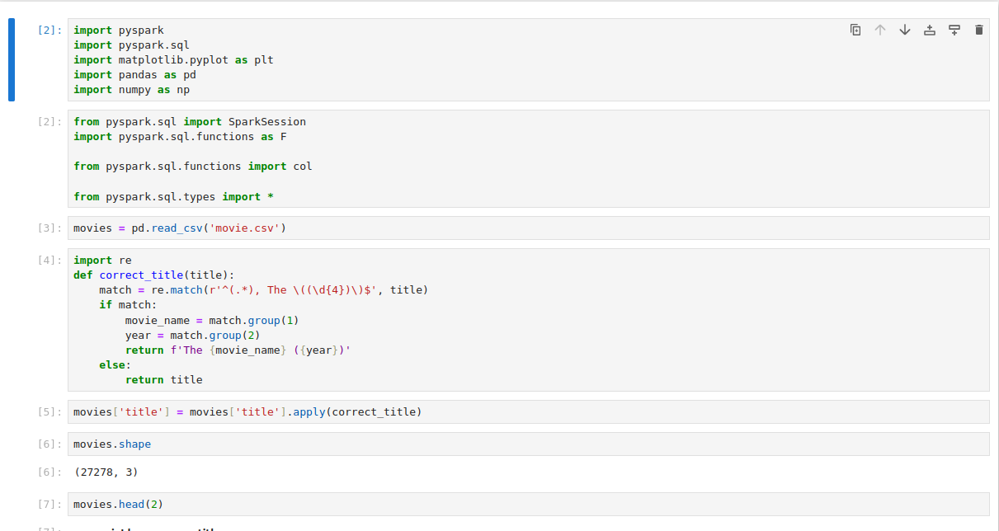 [2]: import pyspark
import pyspark.sql
import matplotlib.pyplot as plt
import pandas as pd
import numpy as np
[2]: from pyspark.sql import SparkSession
import pyspark.sql.functions as F
from pyspark.sql.functions import col
from pyspark.sql.types import *
[3]: movies = pd.read_csv('movie.csv')
[4]: import re
def correct_title(title):
    match = re.match(r'^(.*), The \((\d{4})\)$', title)
    if match:
        movie_name = match.group(1)
        year = match.group(2)
        return f'The {movie_name} ({year})'
    else:
        return title
[5]: movies['title'] = movies['title'].apply(correct_title)
[6]: movies.shape
[6]: (27278, 3)
[7]: movies.head(2)